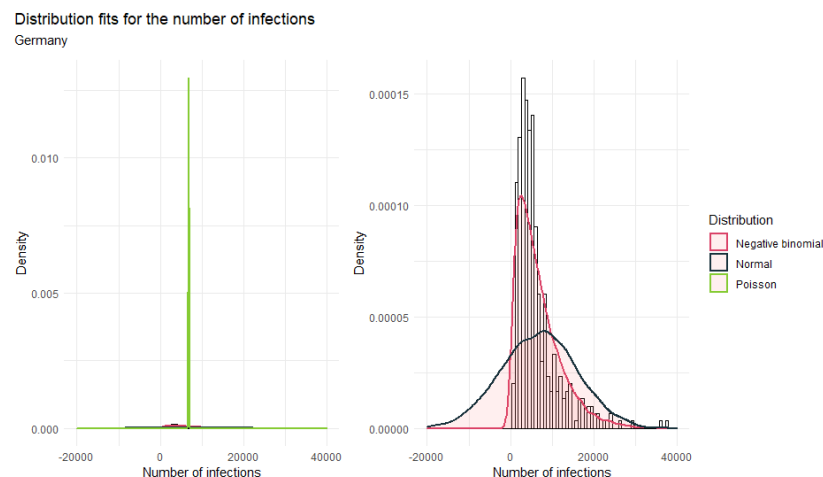 Distribution fits for the number of infections
Germany
Density
0.010
0.005
0.000
-20000 0 20000 40000
Number of infections
Density
0.00015
0.00010
0.00005
0.00000
-20000 0 20000 40000
Number of infections
Distribution
Negative binomial
Normal
Poisson